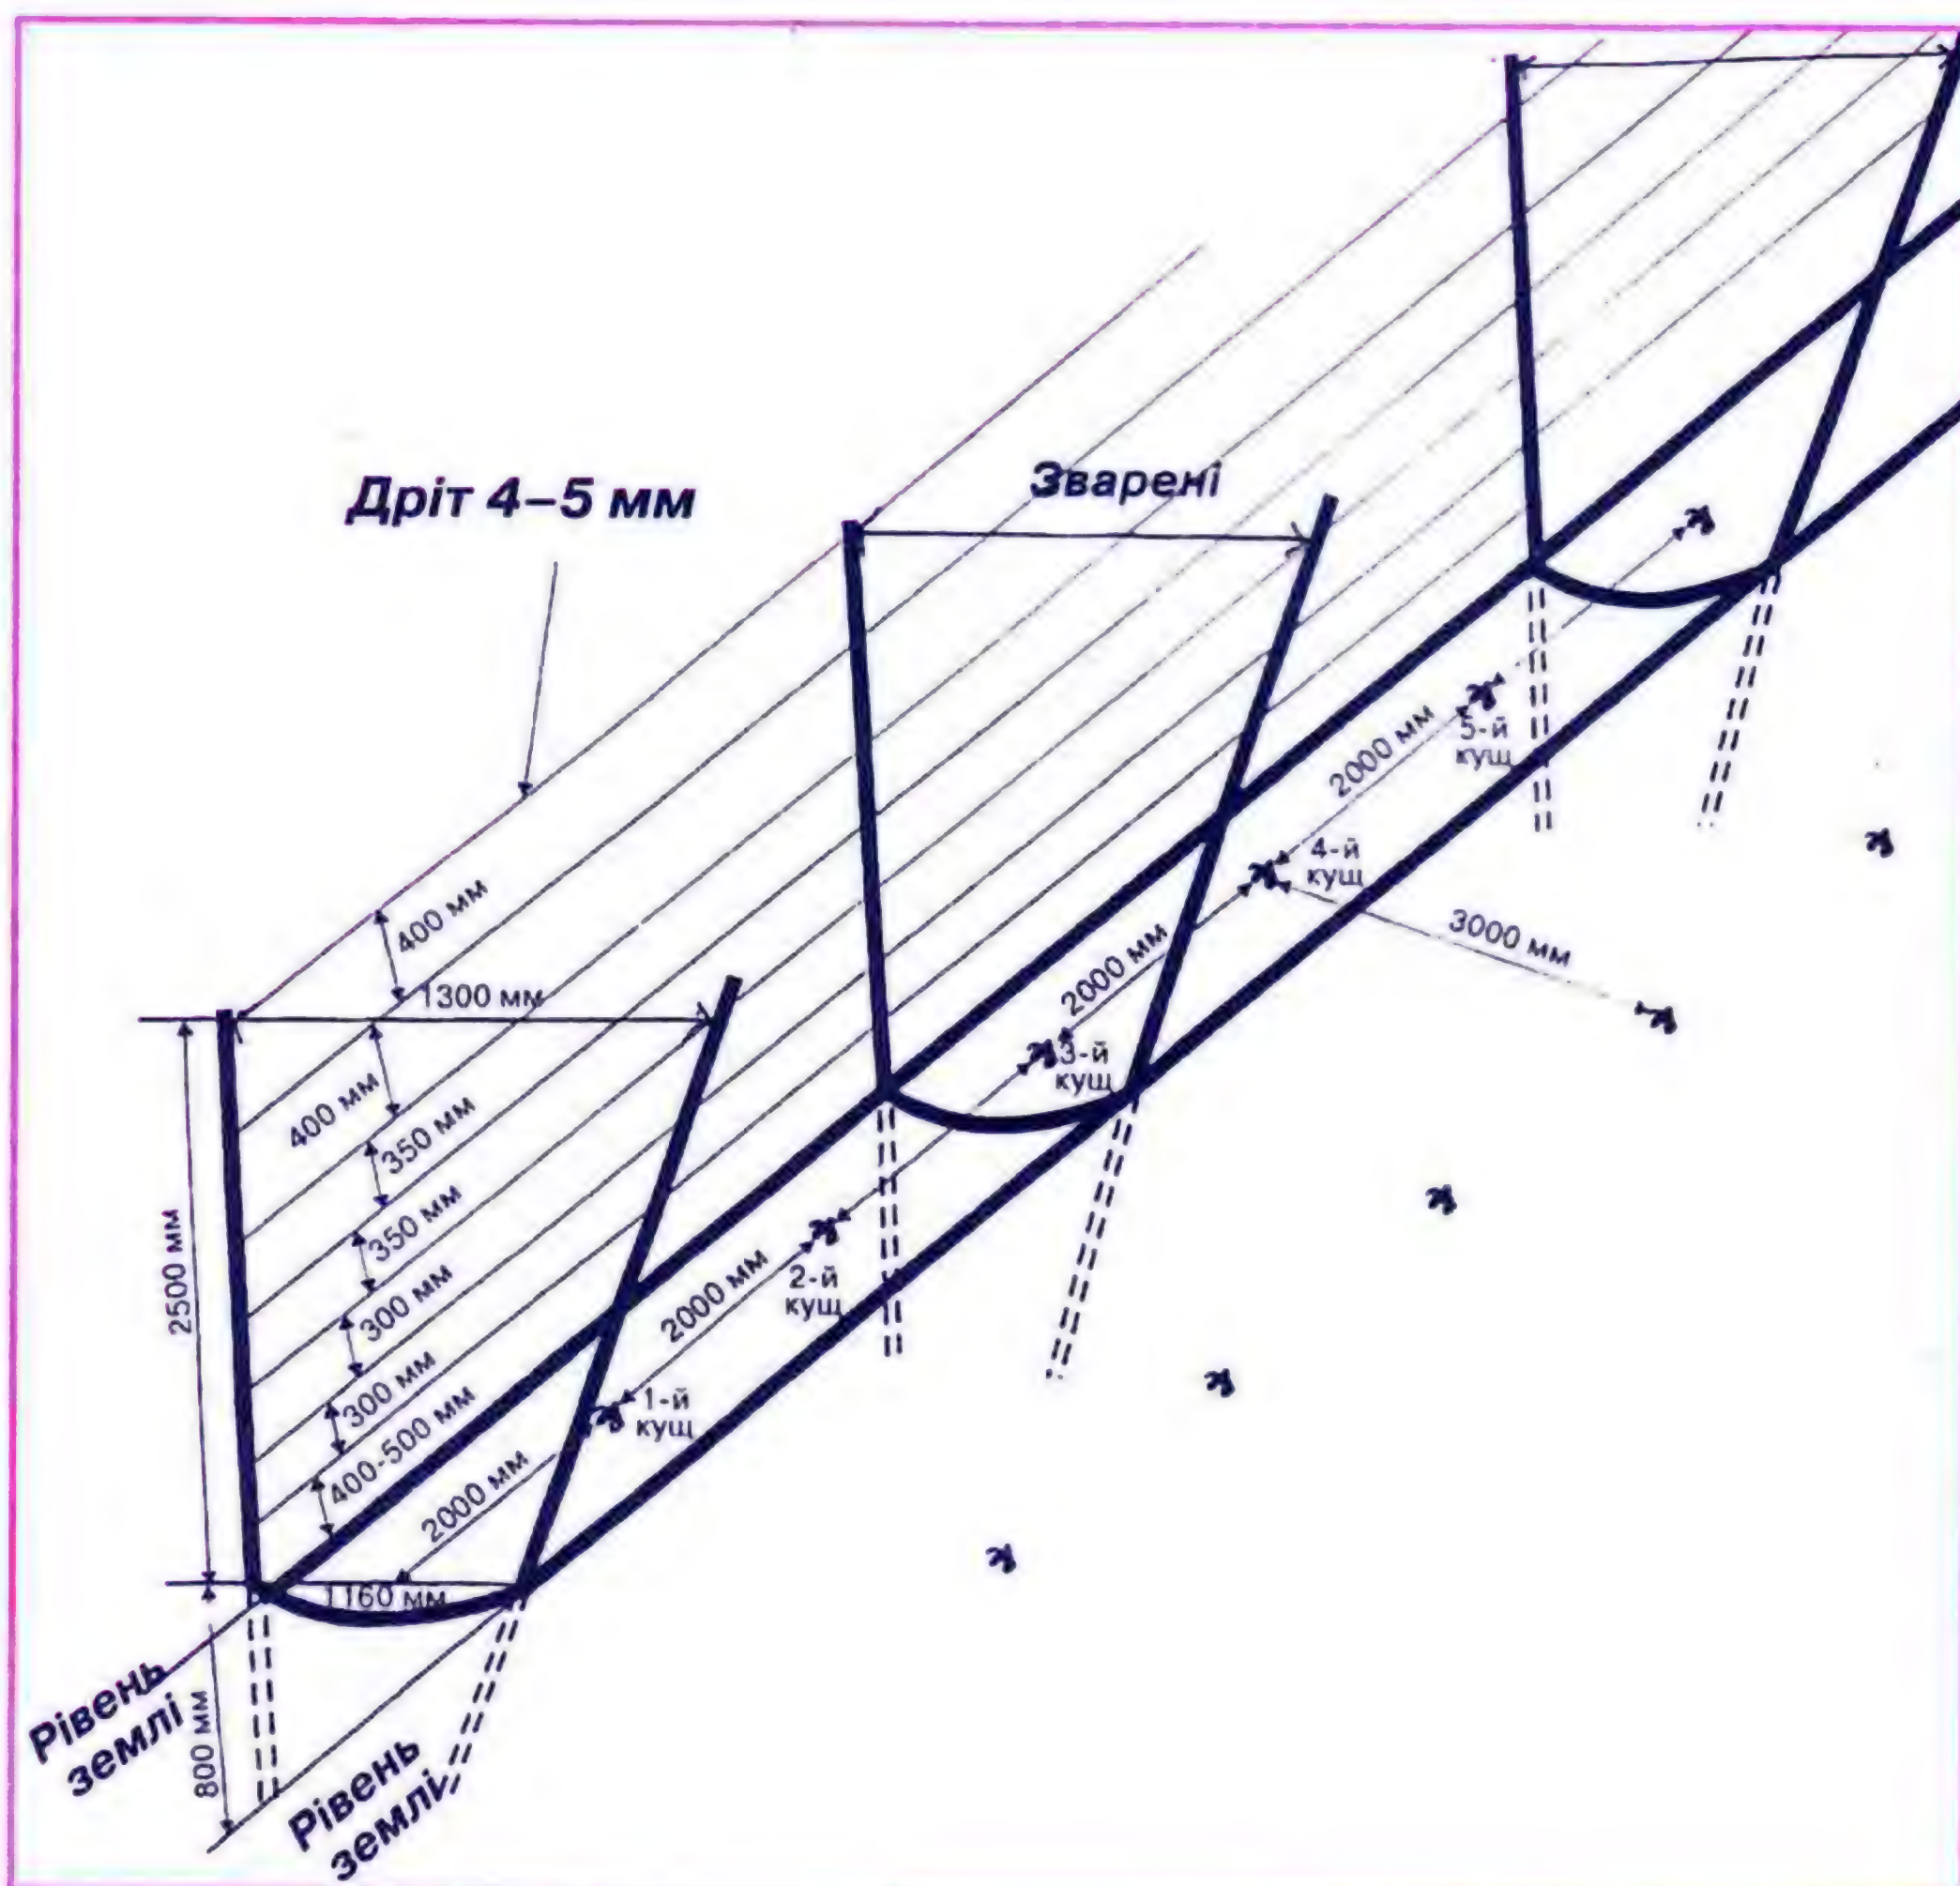 Дріт 4–5 мм
Зварені
400 мм
1300 мм
400 мм
350 мм
350 мм
300 мм
300 мм
400-500 мм
2500 мм
2000 мм
1160 мм
800 мм
Рівень
землі
Рівень
землі
1-й
кущ
2000 мм
2-й
кущ
3-й
кущ
2000 мм
4-й
кущ
2000 мм
5-й
кущ
3000 мм